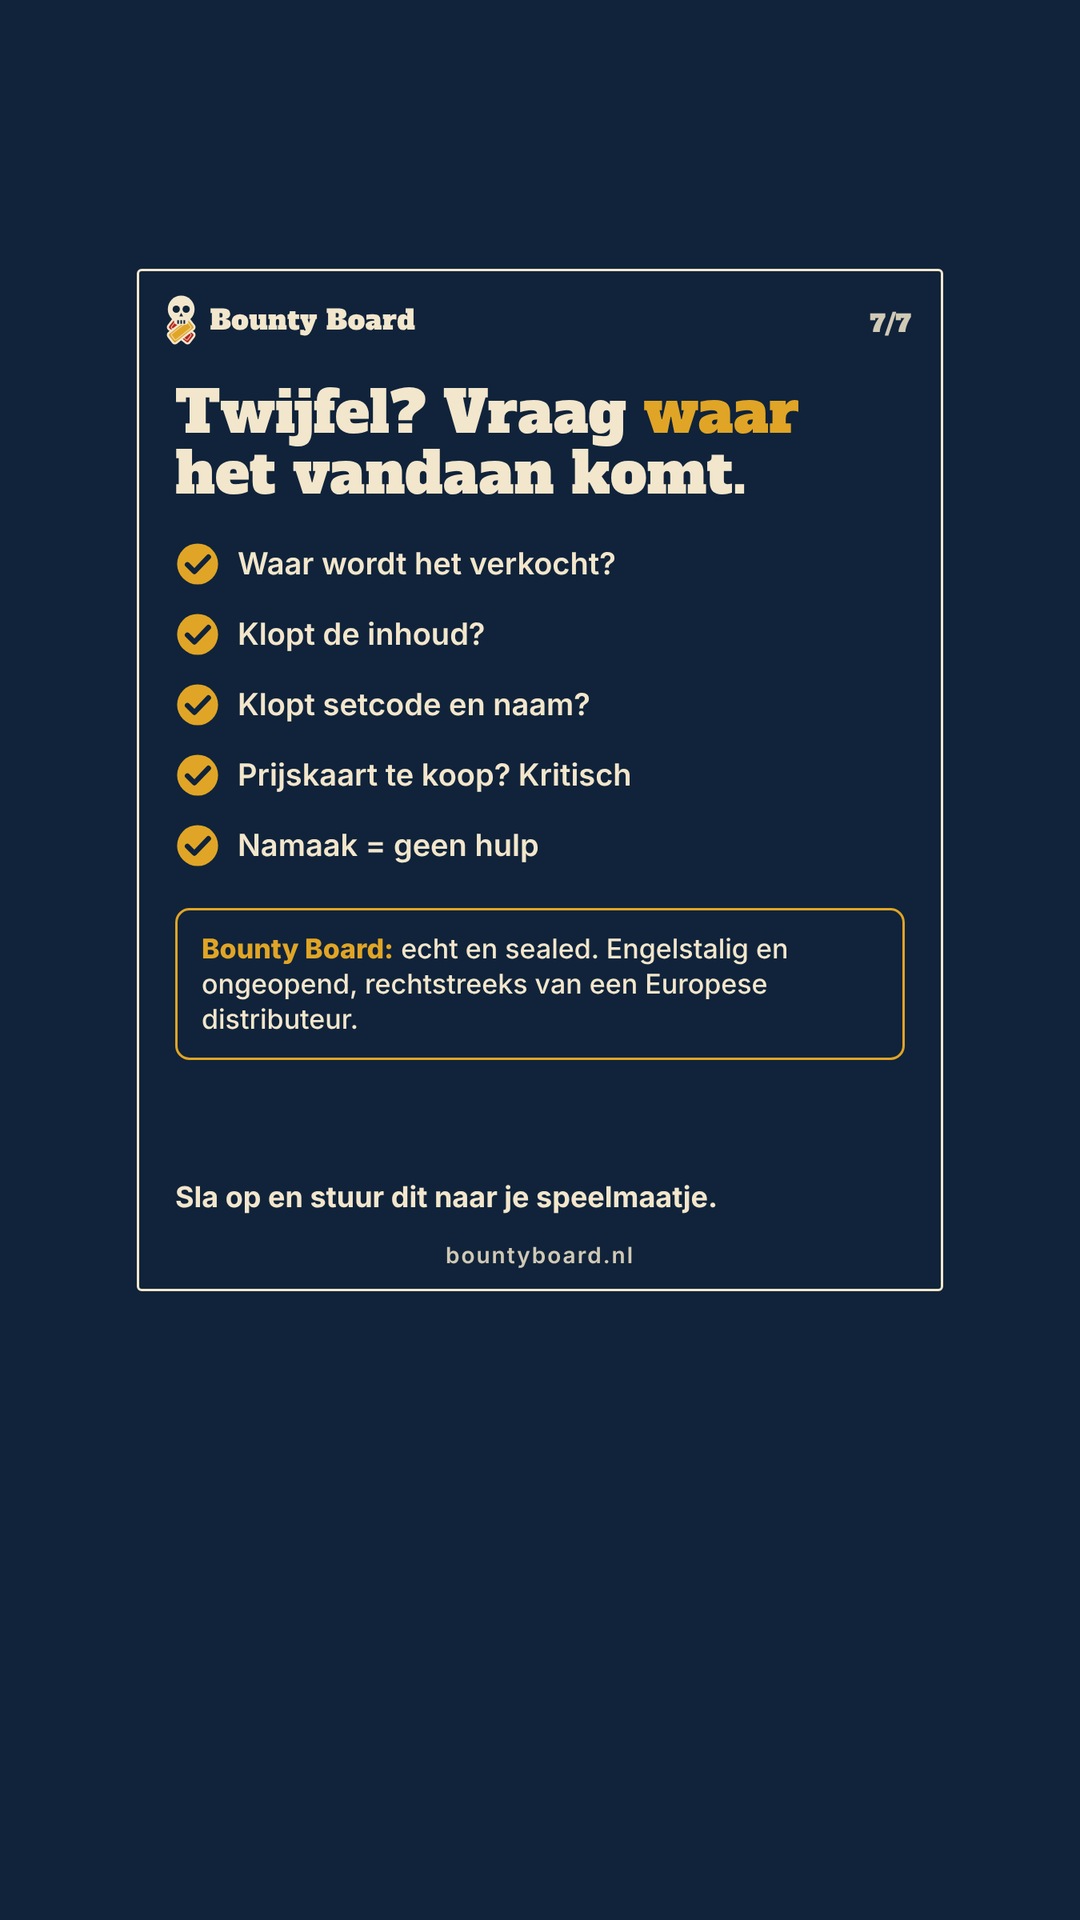 Bounty Board
7/7
Twijfel? Vraag waar
het vandaan komt.
Waar wordt het verkocht?
Klopt de inhoud?
Klopt setcode en naam?
Prijskaart te koop? Kritisch
Namaak = geen hulp
Bounty Board: echt en sealed. Engelstalig en
ongeopend, rechtstreeks van een Europese
distributeur.
Sla op en stuur dit naar je speelmaatje.
bountyboard.nl